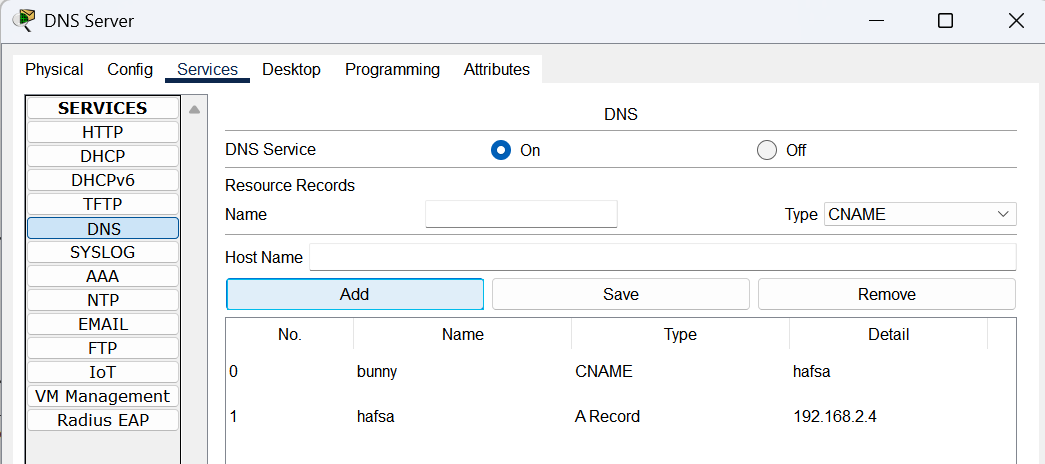 DNS Server
Physical Config Services Desktop Programming Attributes
SERVICES
HTTP
DHCP
DHCPv6
TFTP
DNS
SYSLOG
AAA
NTP
EMAIL
FTP
IoT
VM Management
Radius EAP
DNS
DNS Service On Off
Resource Records
Name Type CNAME
Host Name
Add Save Remove
No. Name Type Detail
0 bunny CNAME hafsa
1 hafsa A Record 192.168.2.4